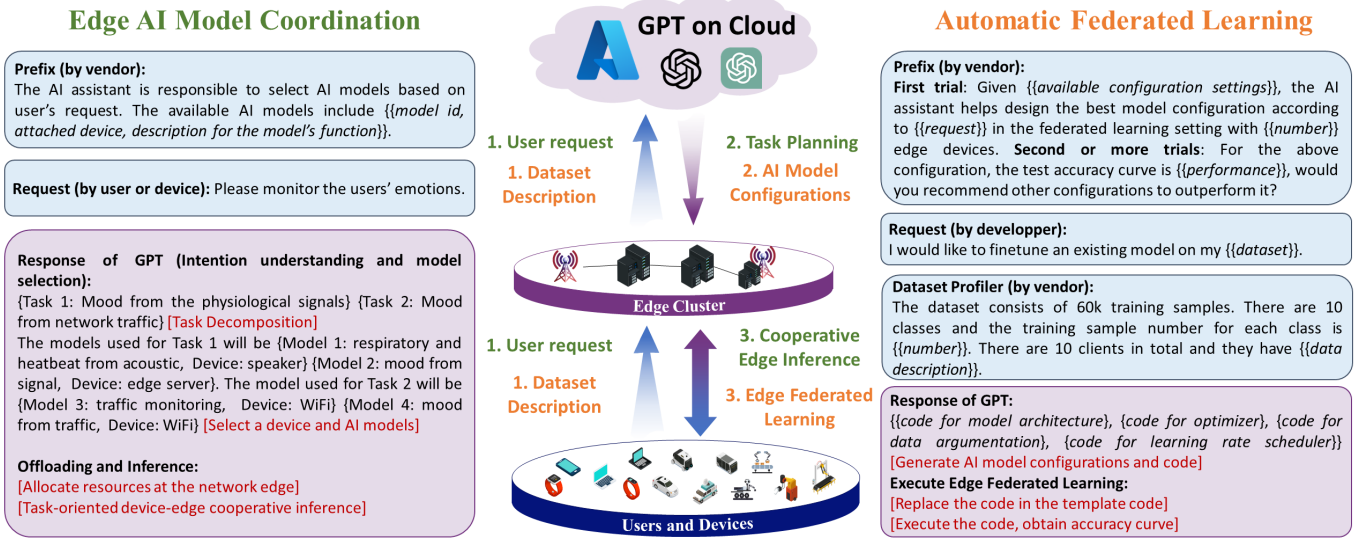 Edge AI Model Coordination
Prefix (by vendor):
The AI assistant is responsible to select AI models based on
user's request. The available AI models include {{model id,
attached device, description for the model's function}}.
Request (by user or device): Please monitor the users' emotions.
Response of GPT (Intention understanding and model
selection):
{Task 1: Mood from the physiological signals} {Task 2: Mood
from network traffic} [Task Decomposition]
The models used for Task 1 will be {Model 1: respiratory and
heatbeat from acoustic, Device: speaker} {Model 2: mood from
signal, Device: edge server}. The model used for Task 2 will be
{Model 3: traffic monitoring, Device: WiFi} {Model 4: mood
from traffic, Device: WiFi} [Select a device and AI models]
Offloading and Inference:
[Allocate resources at the network edge]
[Task-oriented device-edge cooperative inference]
GPT on Cloud
1. User request
1. Dataset
Description
2. Task Planning
2. AI Model
Configurations
Edge Cluster
1. User request
1. Dataset
Description
3. Cooperative
Edge Inference
3. Edge Federated
Learning
Users and Devices
Automatic Federated Learning
Prefix (by vendor):
First trial: Given {{available configuration settings}}, the AI
assistant helps design the best model configuration according
to {{request}} in the federated learning setting with {{number}}
edge devices. Second or more trials: For the above
configuration, the test accuracy curve is {{performance}}, would
you recommend other configurations to outperform it?
Request (by developper):
I would like to finetune an existing model on my {{dataset}}.
Dataset Profiler (by vendor):
The dataset consists of 60k training samples. There are 10
classes and the training sample number for each class is
{{number}}. There are 10 clients in total and they have {{data
description}}.
Response of GPT:
{{code for model architecture}, {code for optimizer}, {code for
data argumentation}, {code for learning rate scheduler}}
[Generate AI model configurations and code]
Execute Edge Federated Learning:
[Replace the code in the template code]
[Execute the code, obtain accuracy curve]